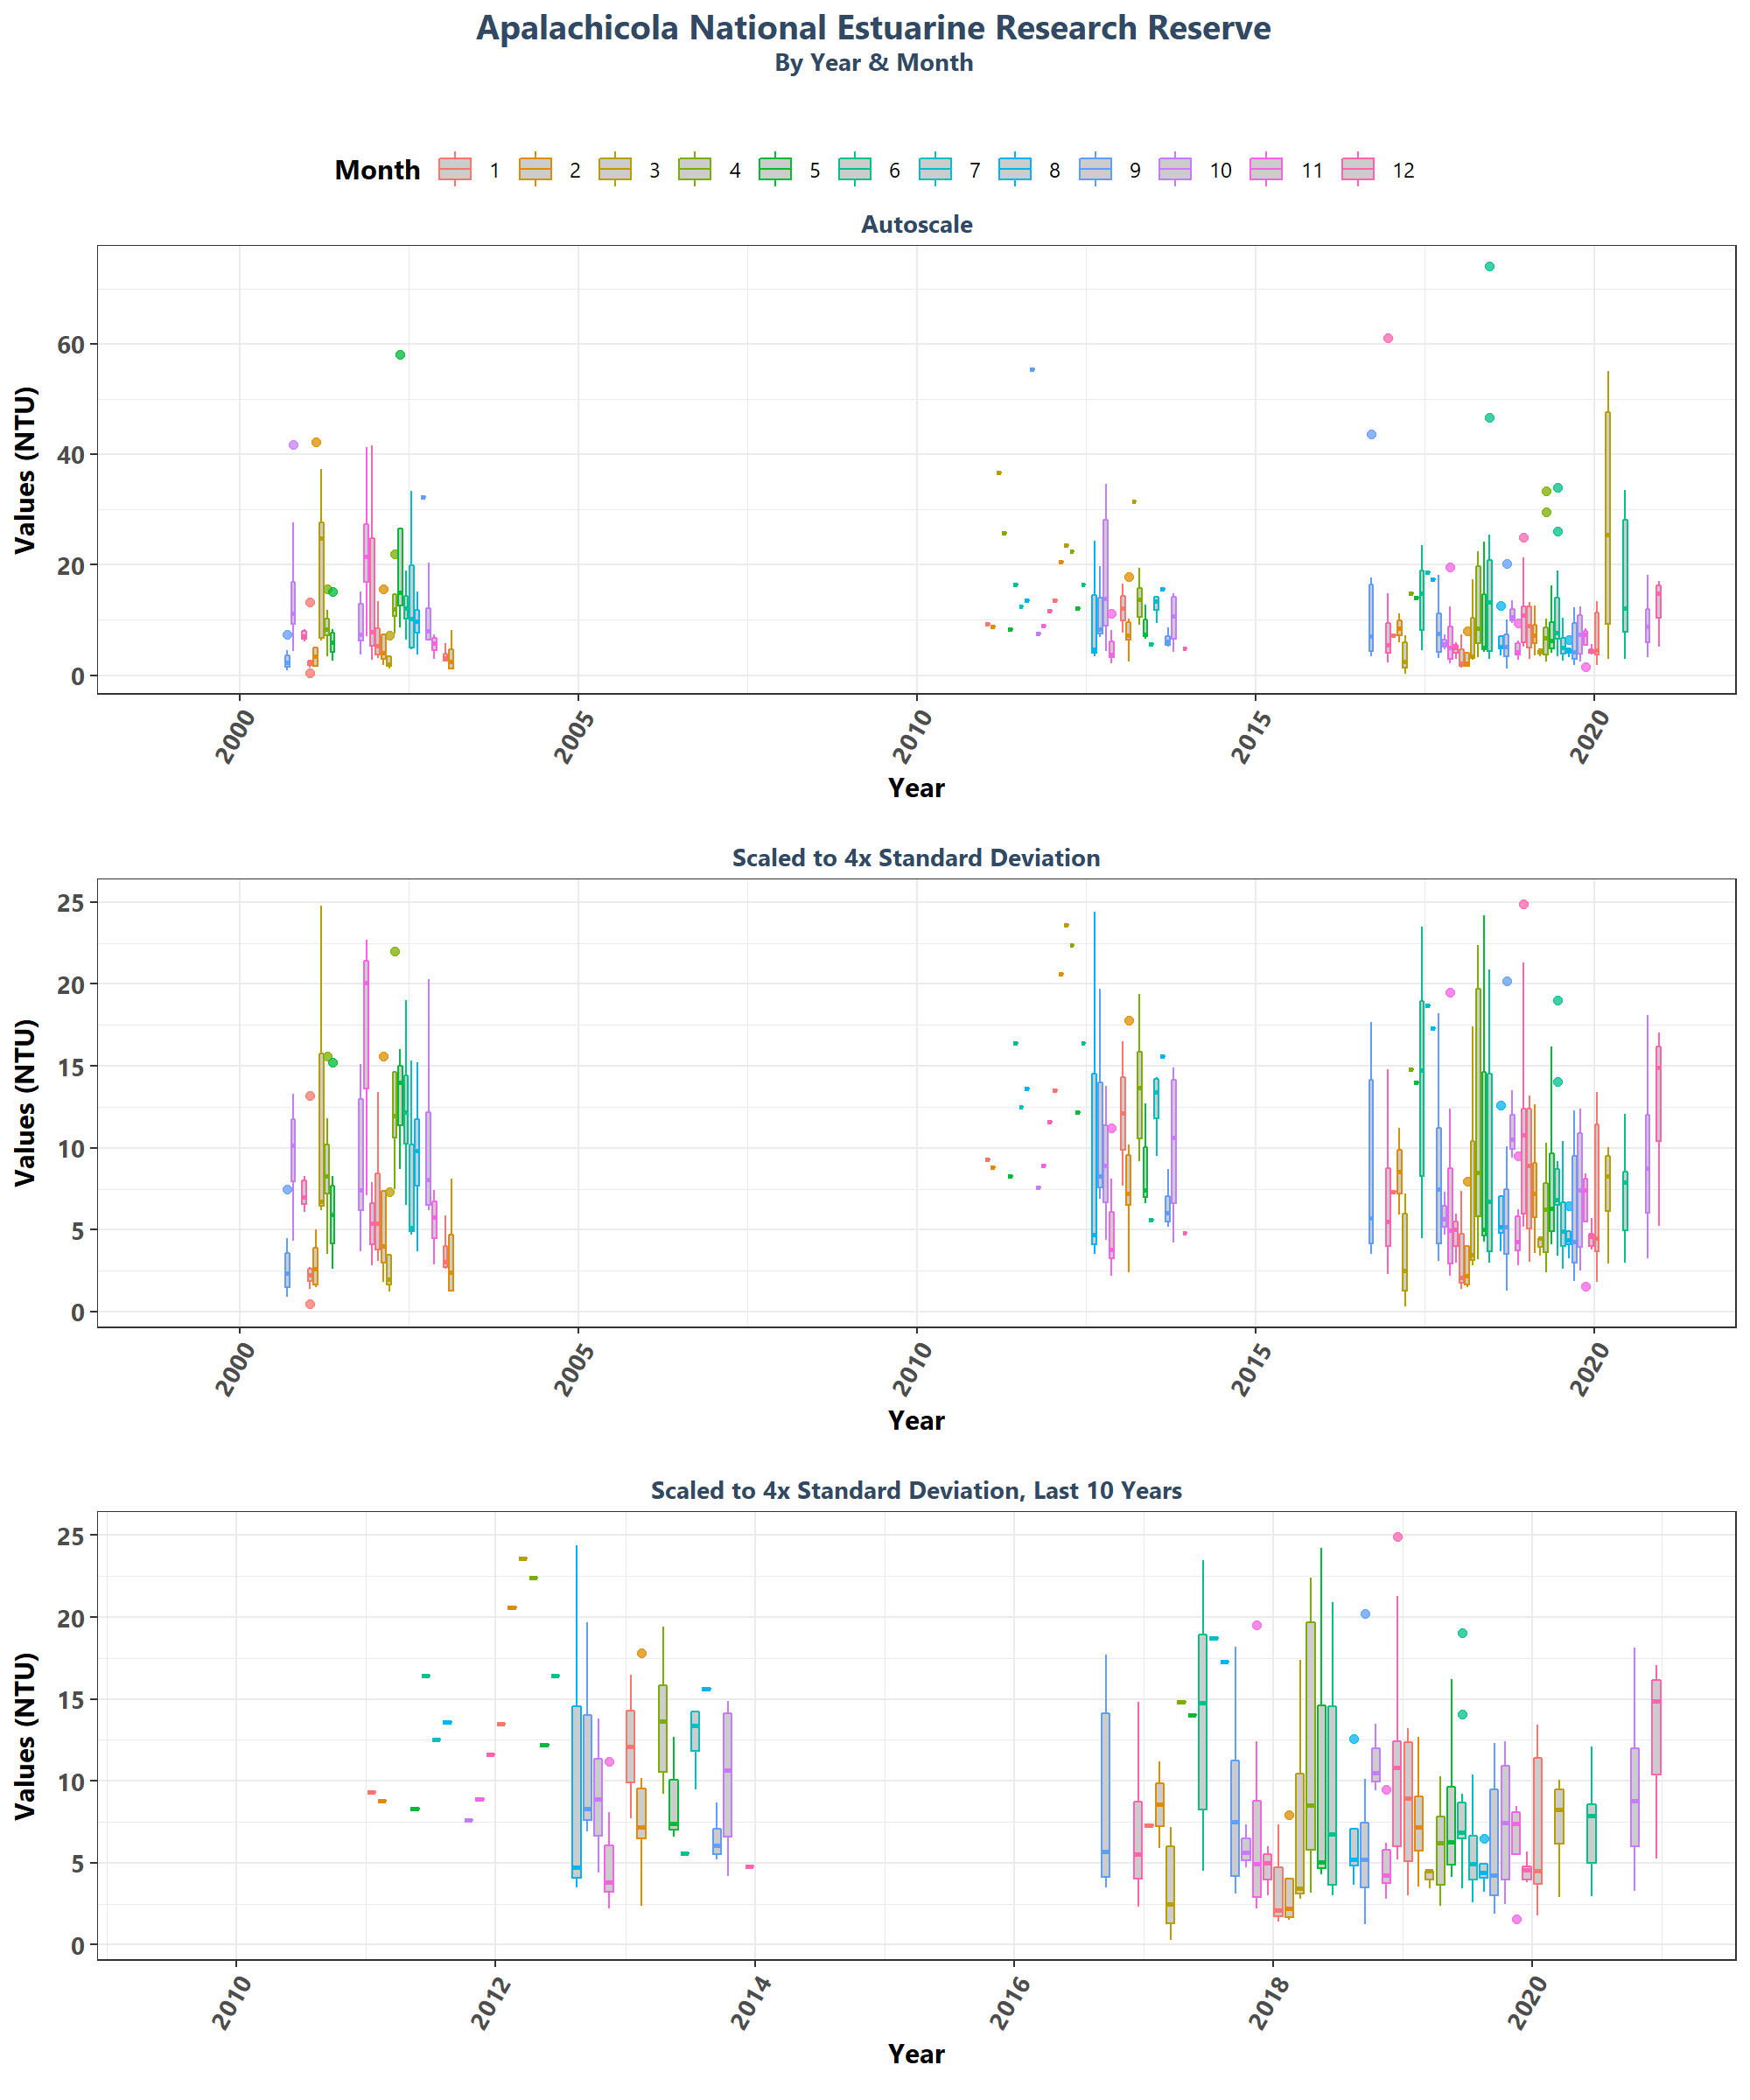 Apalachicola National Estuarine Research Reserve
By Year & Month
Month 1 2 3 4 5 6 7 8 9 10 11 12
Autoscale
Values (NTU)
60
40
20
0
2000 2005 2010 2015 2020
Year
Scaled to 4x Standard Deviation
Values (NTU)
25
20
15
10
5
0
2000 2005 2010 2015 2020
Year
Scaled to 4x Standard Deviation, Last 10 Years
Values (NTU)
25
20
15
10
5
0
2010 2012 2014 2016 2018 2020
Year